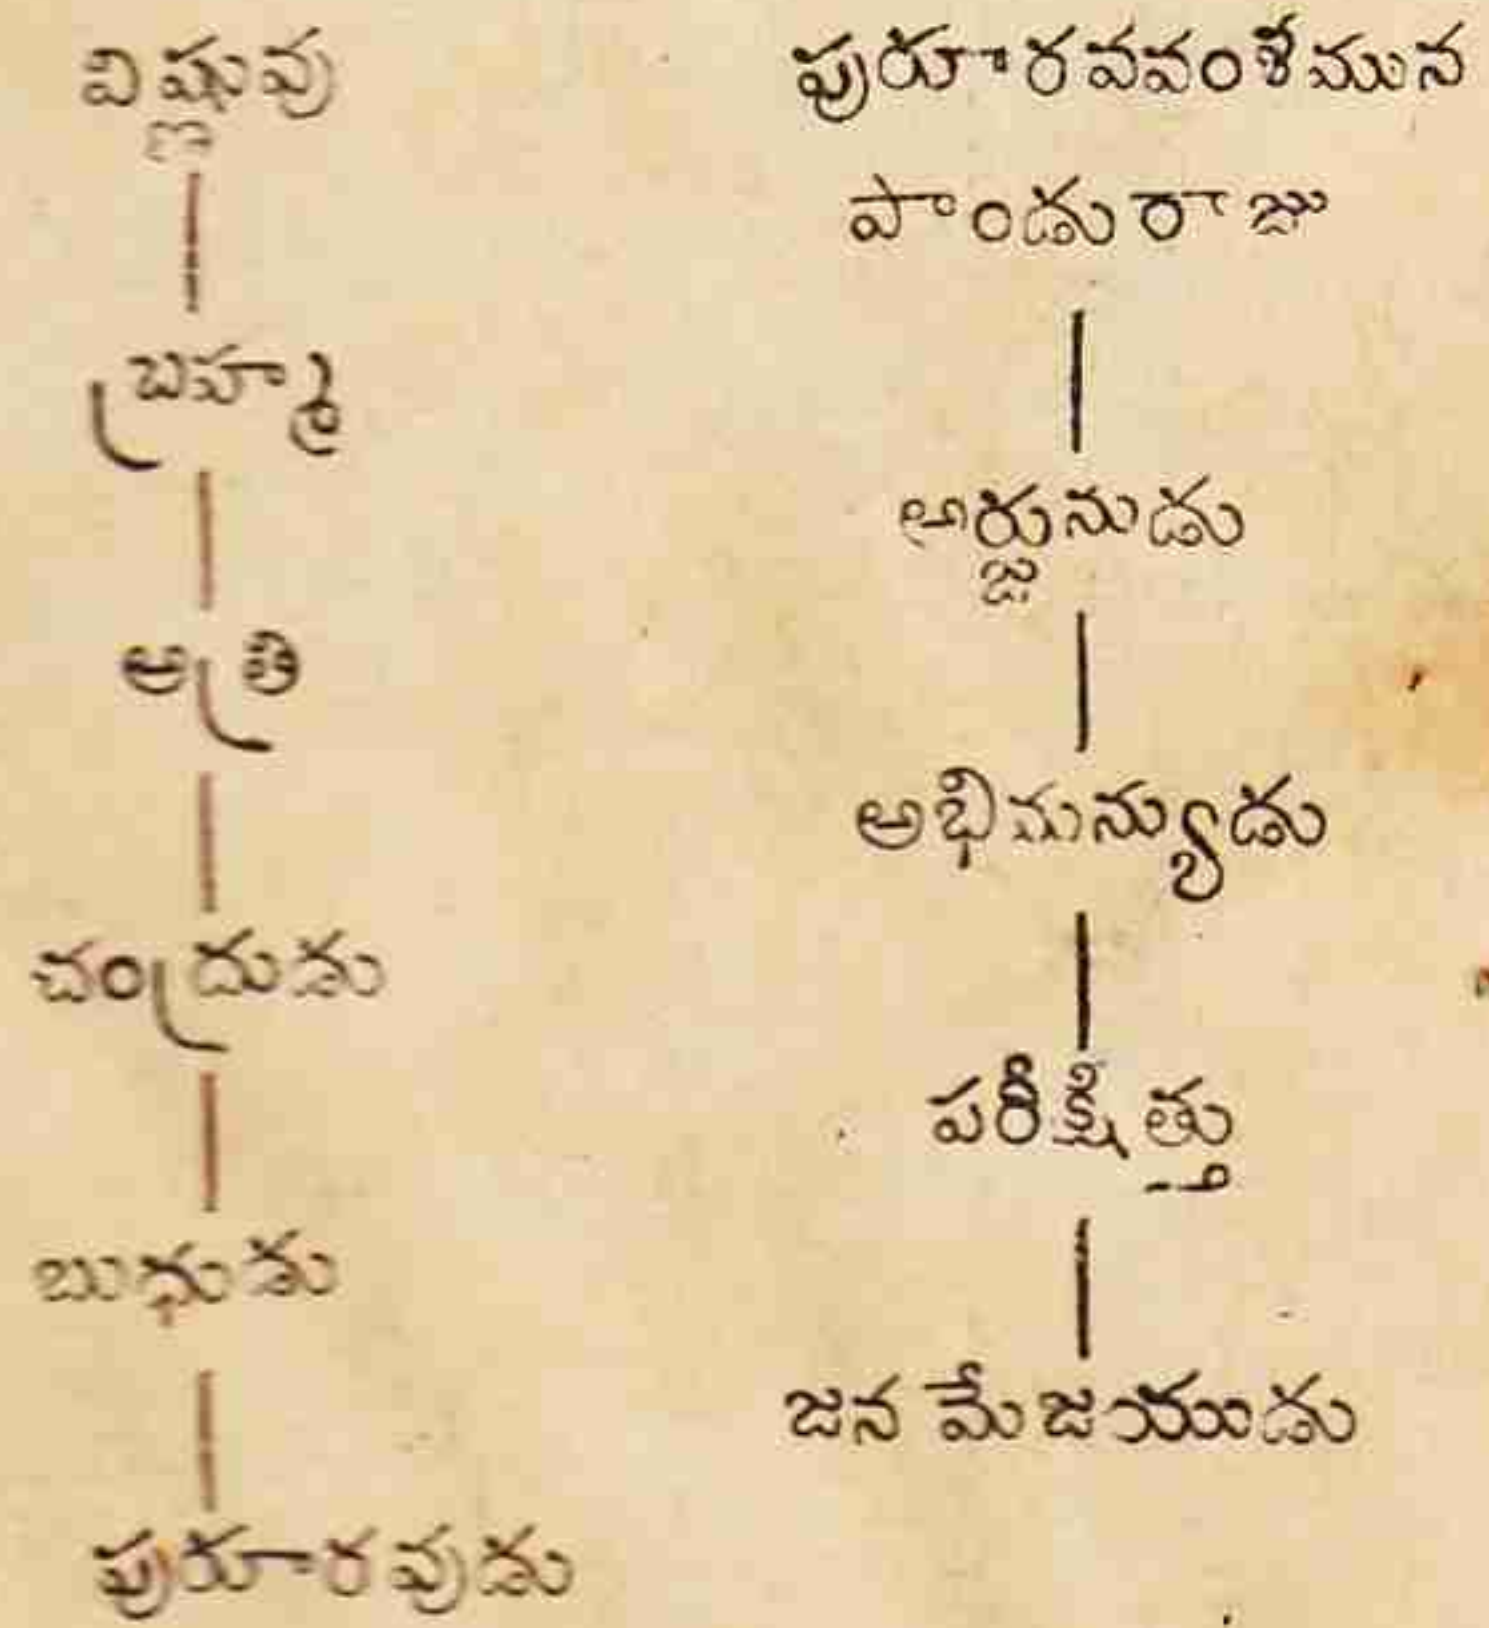 విష్ణువు
బ్రహ్మ
అత్రి
చంద్రుడు
బుధుడు
పురూరవుడు
పురూరవవంశమున
పాండురాజు
అర్జునుడు
అభిమన్యుడు
పరీక్షిత్తు
జనమేజయుడు